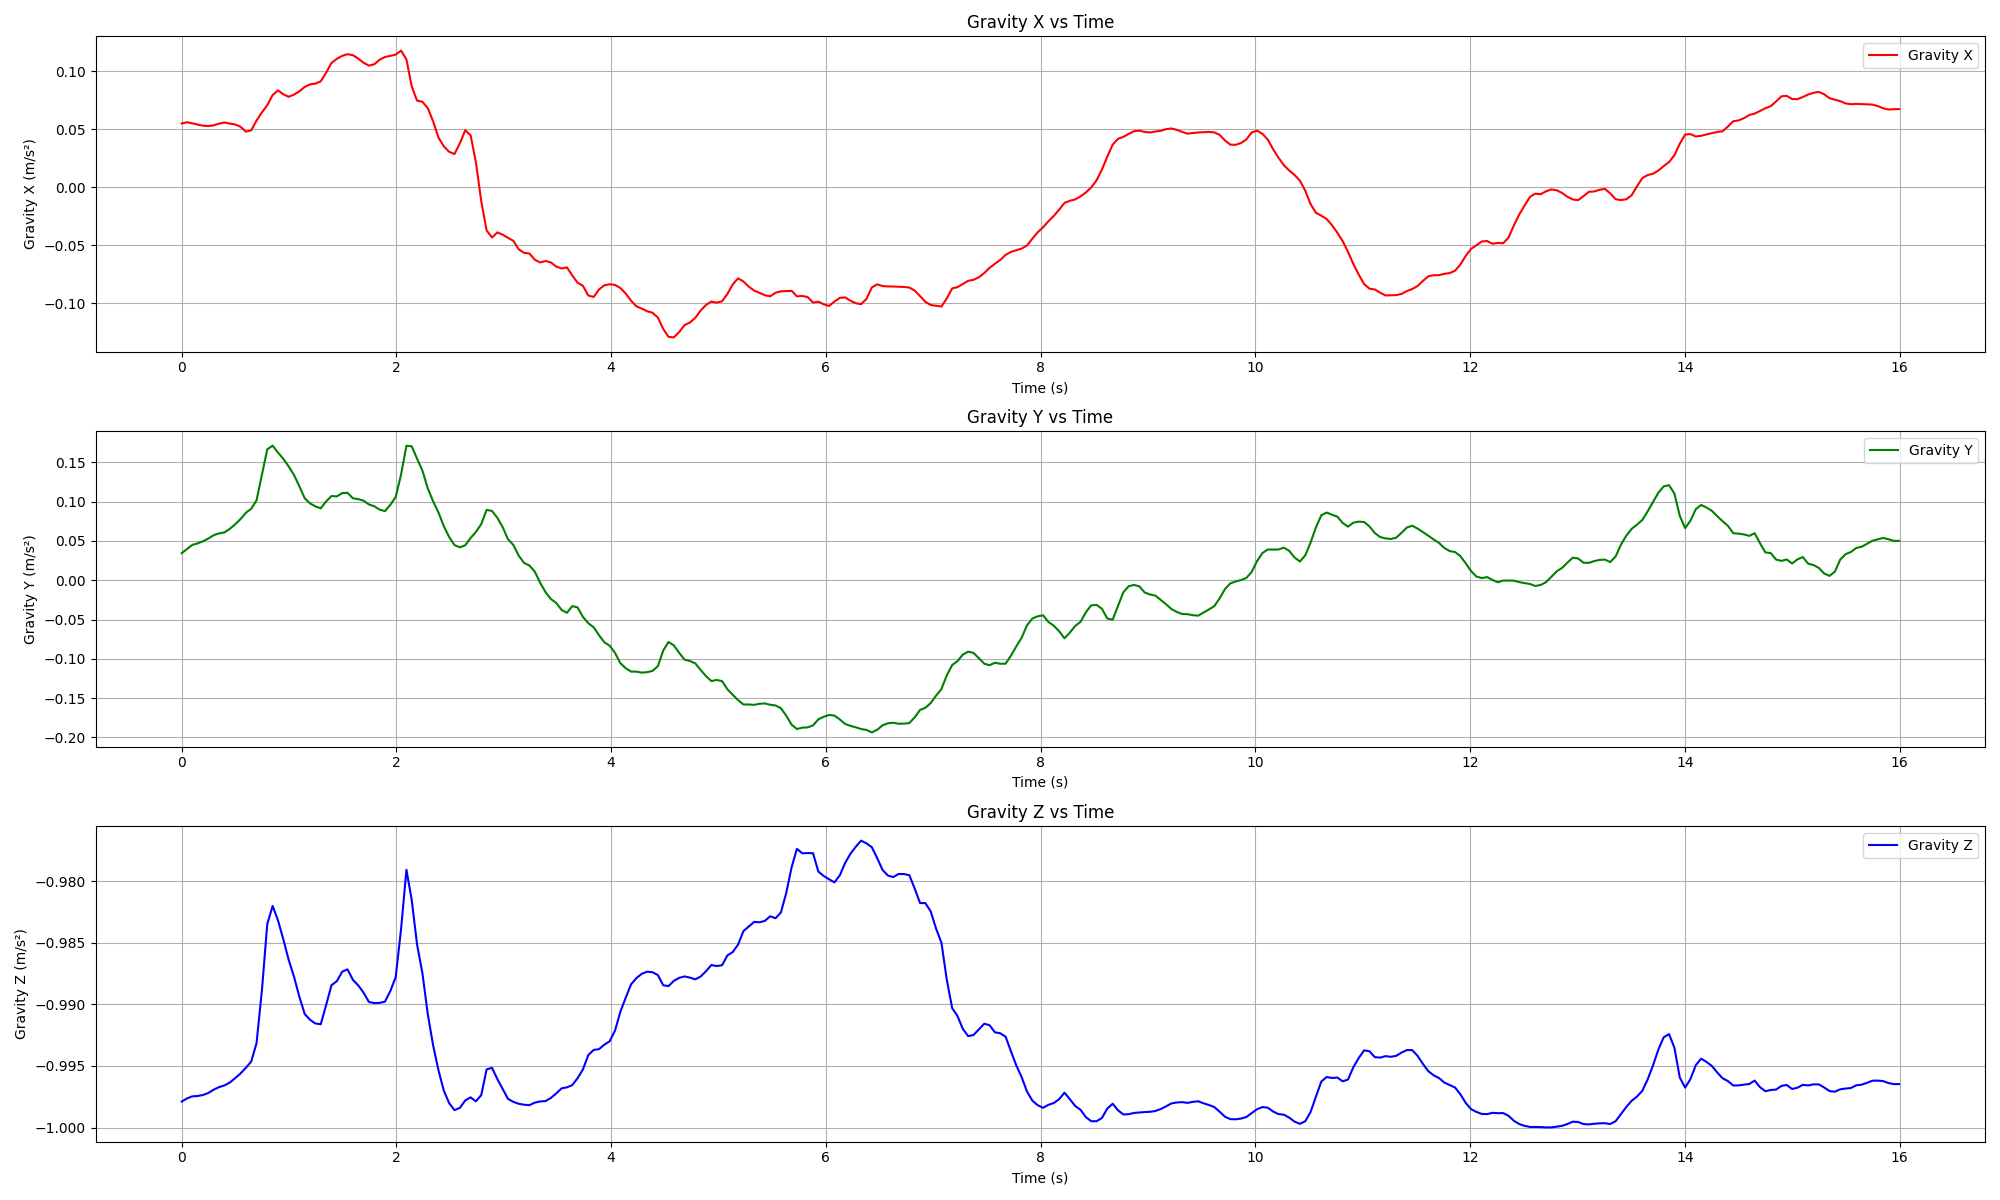 Gravity X vs Time
Gravity X (m/s²)
0.10
0.05
0.00
−0.05
−0.10
Gravity X
0 2 4 6 8 10 12 14 16
Time (s)
Gravity Y vs Time
Gravity Y (m/s²)
0.15
0.10
0.05
0.00
−0.05
−0.10
−0.15
−0.20
Gravity Y
0 2 4 6 8 10 12 14 16
Time (s)
Gravity Z vs Time
Gravity Z (m/s²)
−0.980
−0.985
−0.990
−0.995
−1.000
Gravity Z
0 2 4 6 8 10 12 14 16
Time (s)